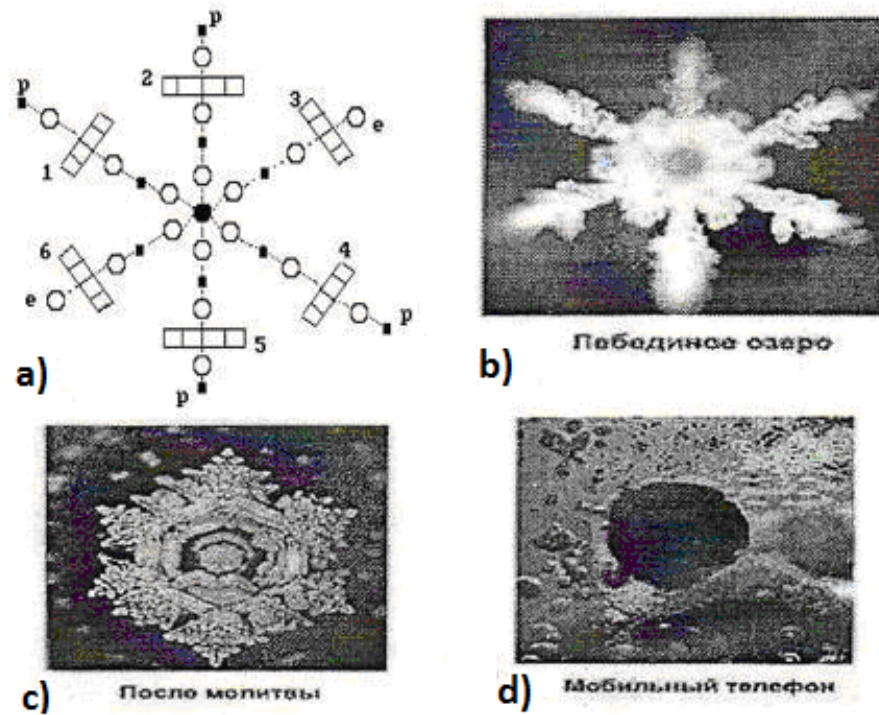 p
2
p
3
e
1
6
4
e
p
5
p
a)
b)
Лебединое озеро
c)
После молитвы
d)
Мобильный телефон